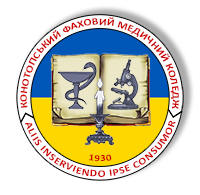 КОНОТОПСЬКИЙ ФАХОВИЙ МЕДИЧНИЙ КОЛЕДЖ
1930
ALIIS INSERVIENDO IPSE CONSUMOR